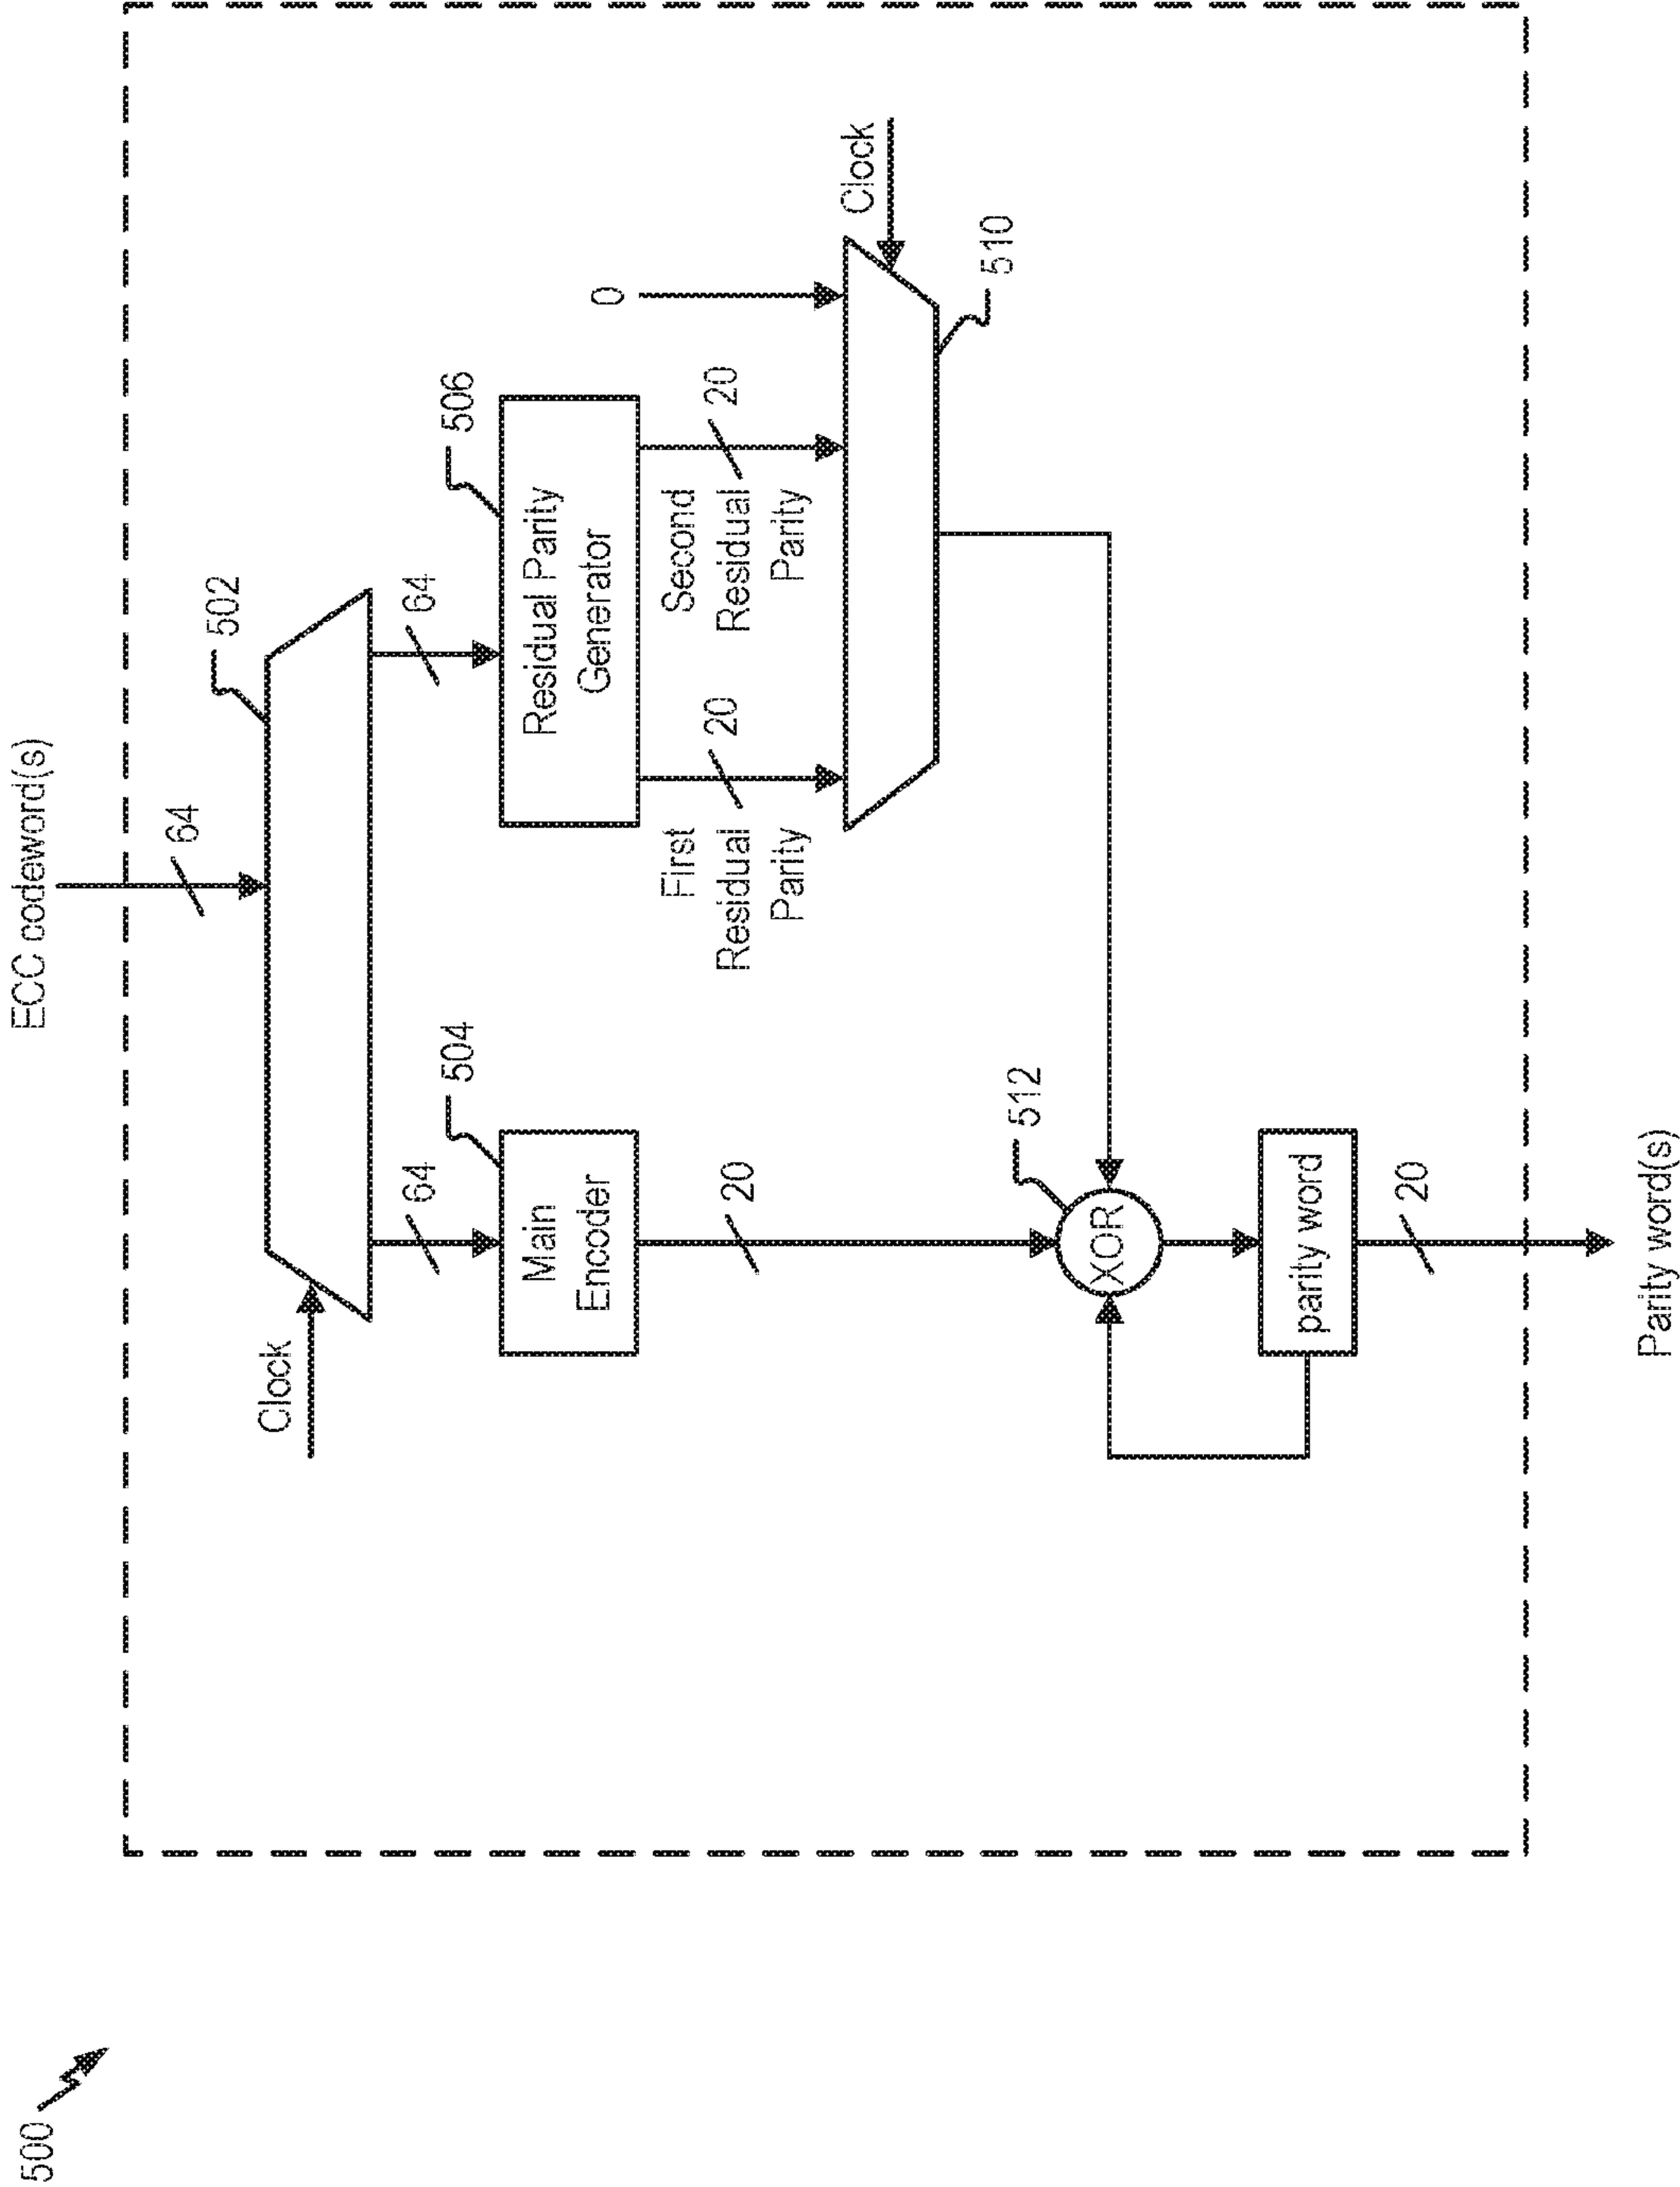 500
ECC codeword(s)
64
502
Clock
64
64
504
506
Main
Encoder
Residual Parity
Generator
20
First
Residual
Parity
20
Second
Residual
Parity
20
0
Clock
510
512
XOR
parity word
20
Parity word(s)